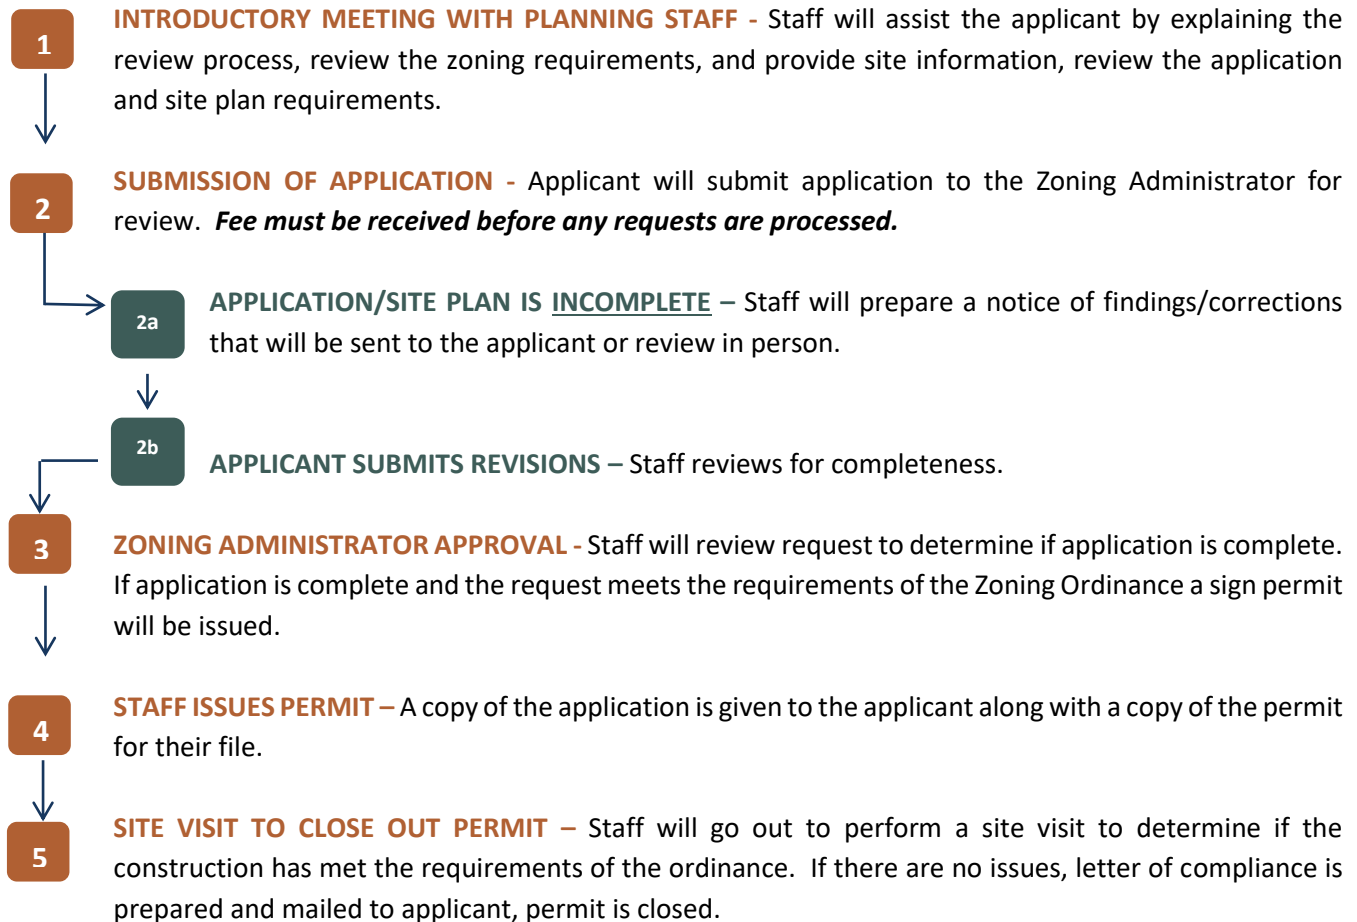 1
INTRODUCTORY MEETING WITH PLANNING STAFF - Staff will assist the applicant by explaining the
review process, review the zoning requirements, and provide site information, review the application
and site plan requirements.
2
SUBMISSION OF APPLICATION - Applicant will submit application to the Zoning Administrator for
review. Fee must be received before any requests are processed.
2a
APPLICATION/SITE PLAN IS INCOMPLETE – Staff will prepare a notice of findings/corrections
that will be sent to the applicant or review in person.
2b
APPLICANT SUBMITS REVISIONS – Staff reviews for completeness.
3
ZONING ADMINISTRATOR APPROVAL - Staff will review request to determine if application is complete.
If application is complete and the request meets the requirements of the Zoning Ordinance a sign permit
will be issued.
4
STAFF ISSUES PERMIT – A copy of the application is given to the applicant along with a copy of the permit
for their file.
5
SITE VISIT TO CLOSE OUT PERMIT – Staff will go out to perform a site visit to determine if the
construction has met the requirements of the ordinance. If there are no issues, letter of compliance is
prepared and mailed to applicant, permit is closed.